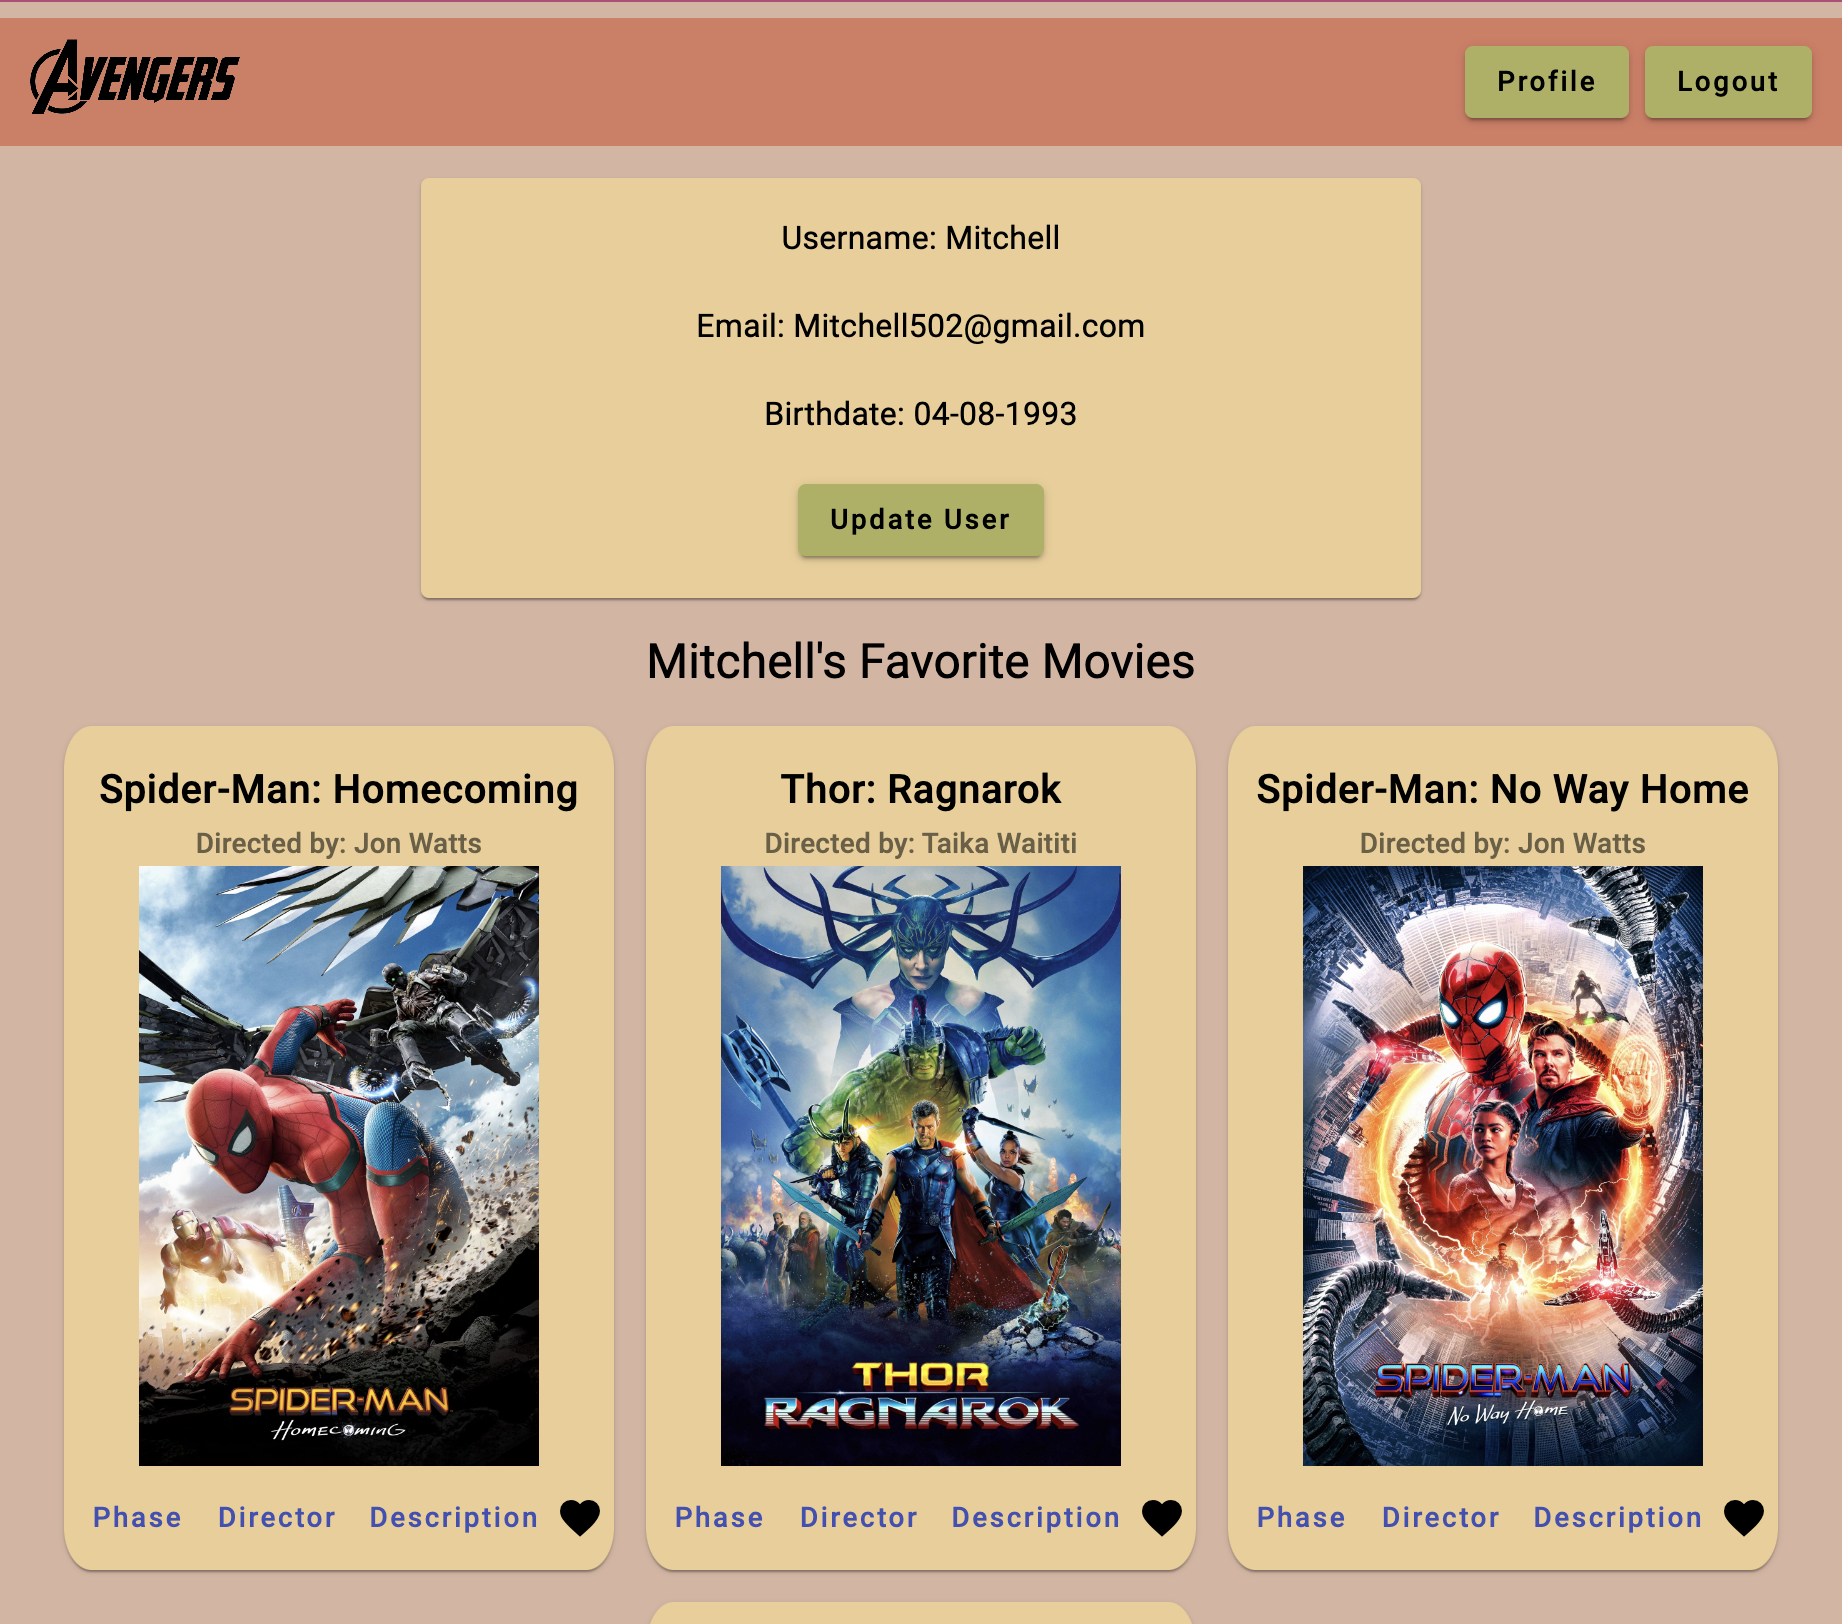 AVENGERS
Profile
Logout
Username: Mitchell
Email: Mitchell502@gmail.com
Birthdate: 04-08-1993
Update User
Mitchell's Favorite Movies
Spider-Man: Homecoming
Directed by: Jon Watts
SPIDER-MAN
HOMECOMING
Phase Director Description
Thor: Ragnarok
Directed by: Taika Waititi
THOR
RAGNAROK
Phase Director Description
Spider-Man: No Way Home
Directed by: Jon Watts
SPIDER-MAN
No Way Home
Phase Director Description